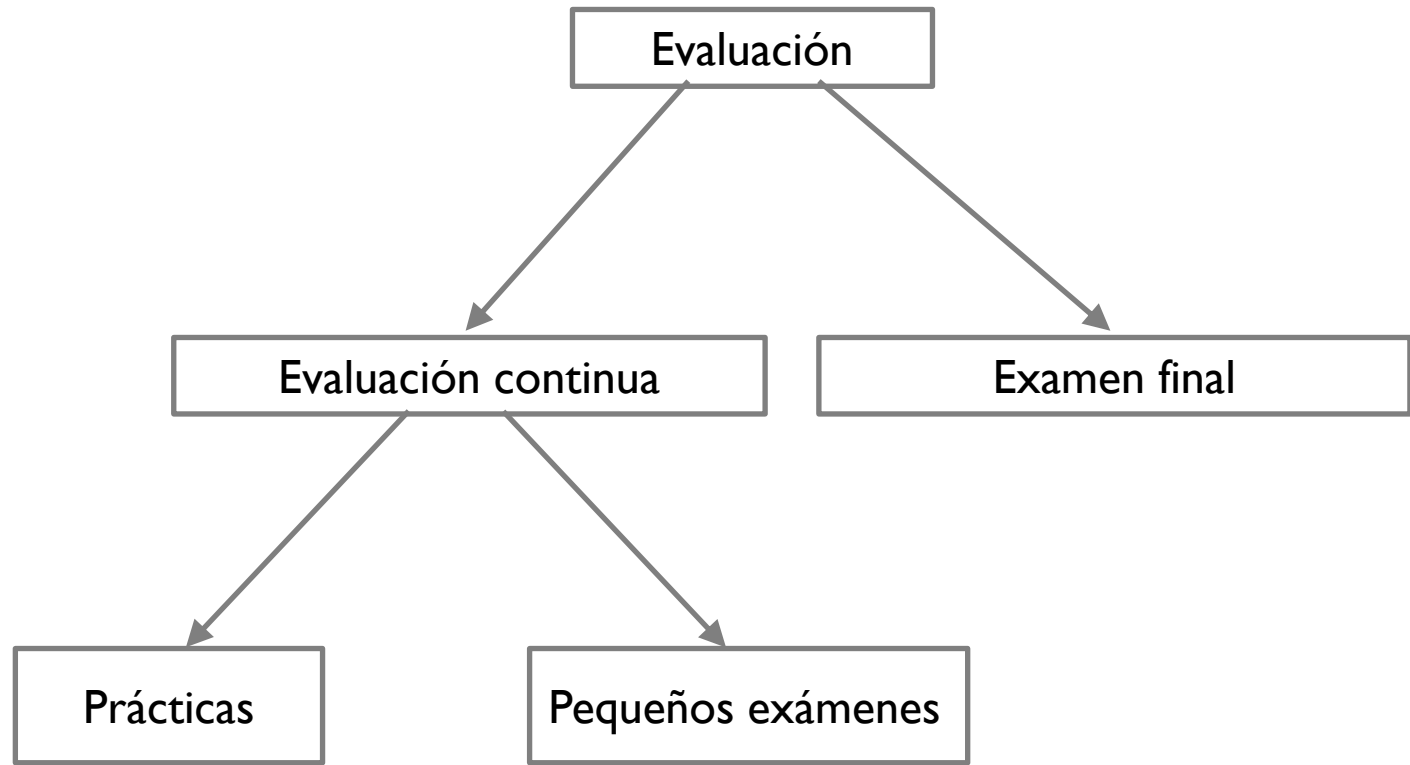 Evaluación
Evaluación continua
Examen final
Prácticas
Pequeños exámenes